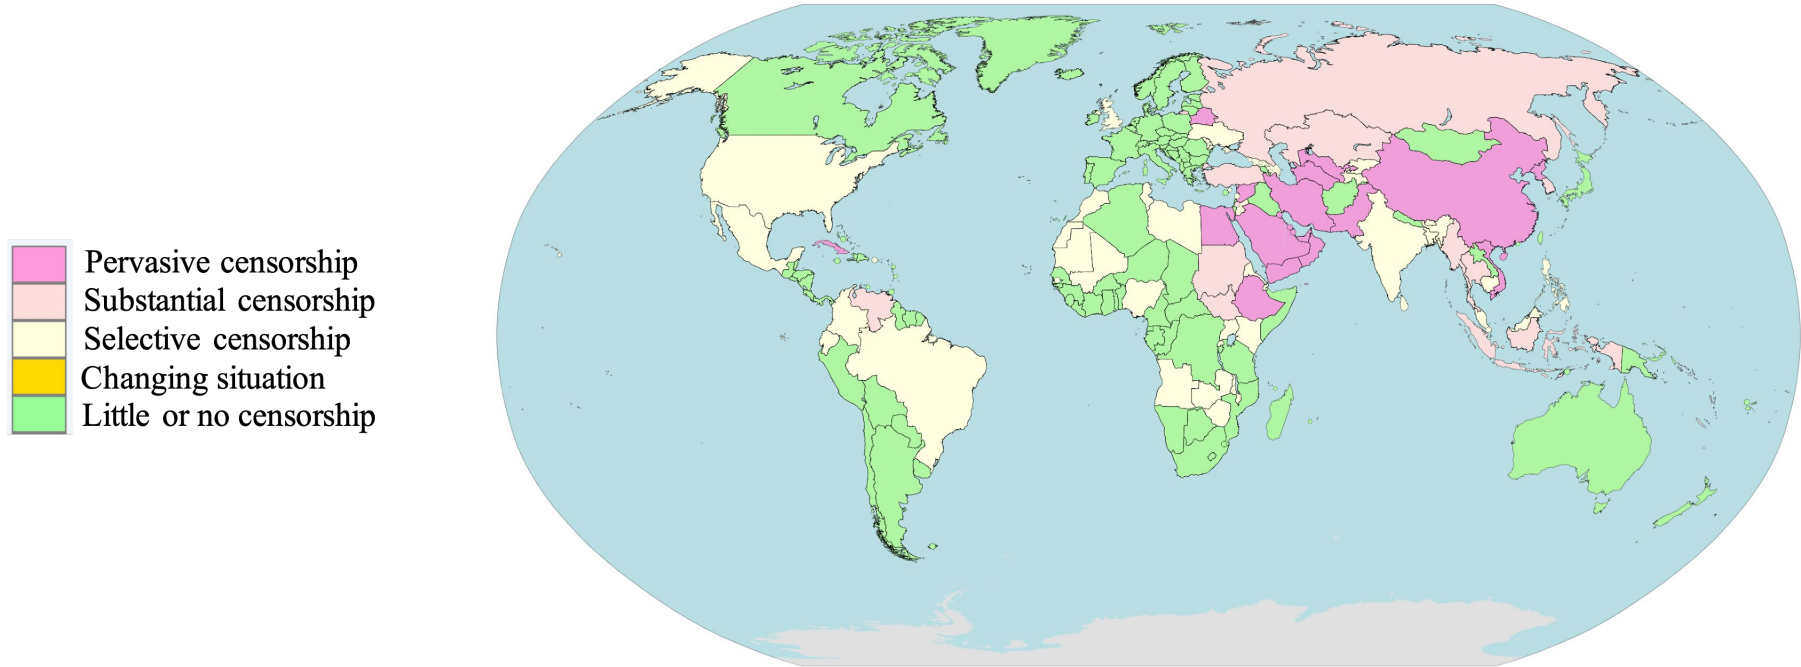 Pervasive censorship
Substantial censorship
Selective censorship
Changing situation
Little or no censorship